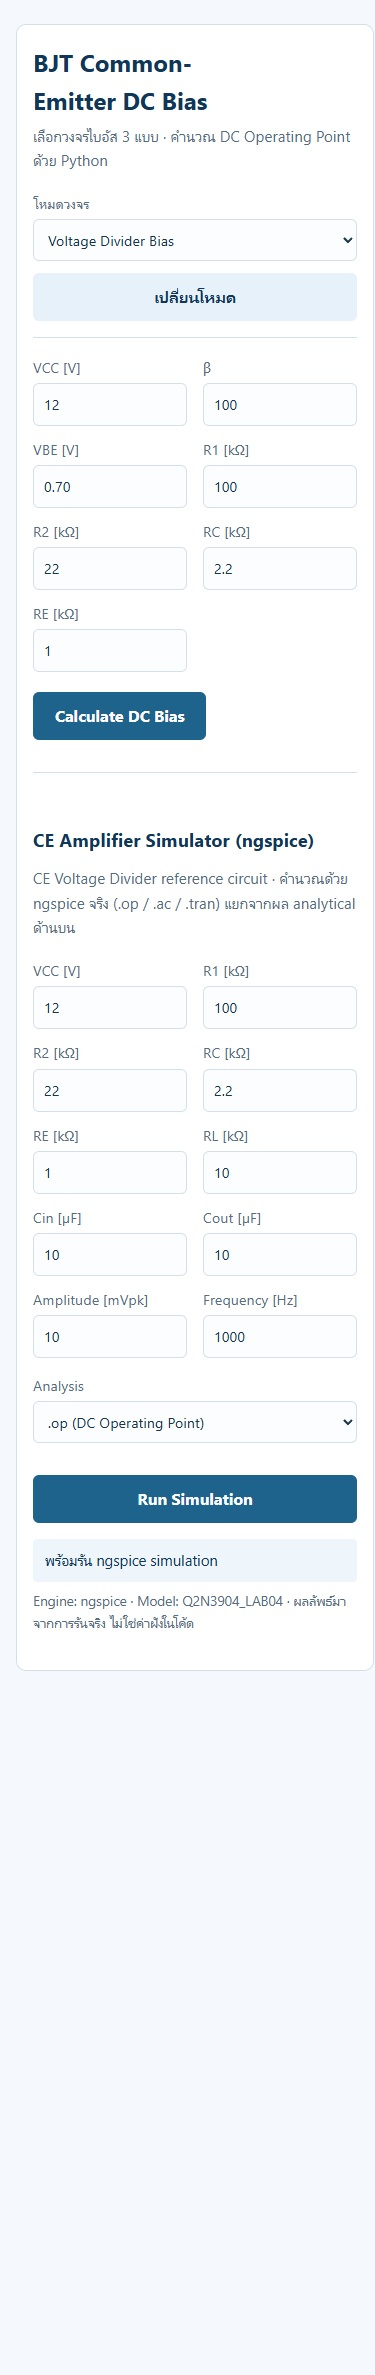 BJT Common-
Emitter DC Bias
เลือกวงจรไบอัส 3 แบบ · คำนวณ DC Operating Point
ด้วย Python
โหมดวงจร
Voltage Divider Bias
เปลี่ยนโหมด
VCC [V] β
12 100
VBE [V] R1 [kΩ]
0.70 100
R2 [kΩ] RC [kΩ]
22 2.2
RE [kΩ]
1
Calculate DC Bias
CE Amplifier Simulator (ngspice)
CE Voltage Divider reference circuit · คำนวณด้วย
ngspice จริง (.op / .ac / .tran) แยกจากผล analytical
ด้านบน
VCC [V] R1 [kΩ]
12 100
R2 [kΩ] RC [kΩ]
22 2.2
RE [kΩ] RL [kΩ]
1 10
Cin [µF] Cout [µF]
10 10
Amplitude [mVpk] Frequency [Hz]
10 1000
Analysis
.op (DC Operating Point)
Run Simulation
พร้อมรัน ngspice simulation
Engine: ngspice · Model: Q2N3904_LAB04 · ผลลัพธ์มา
จากการรันจริง ไม่ใช่ค่าฝังในโค้ด